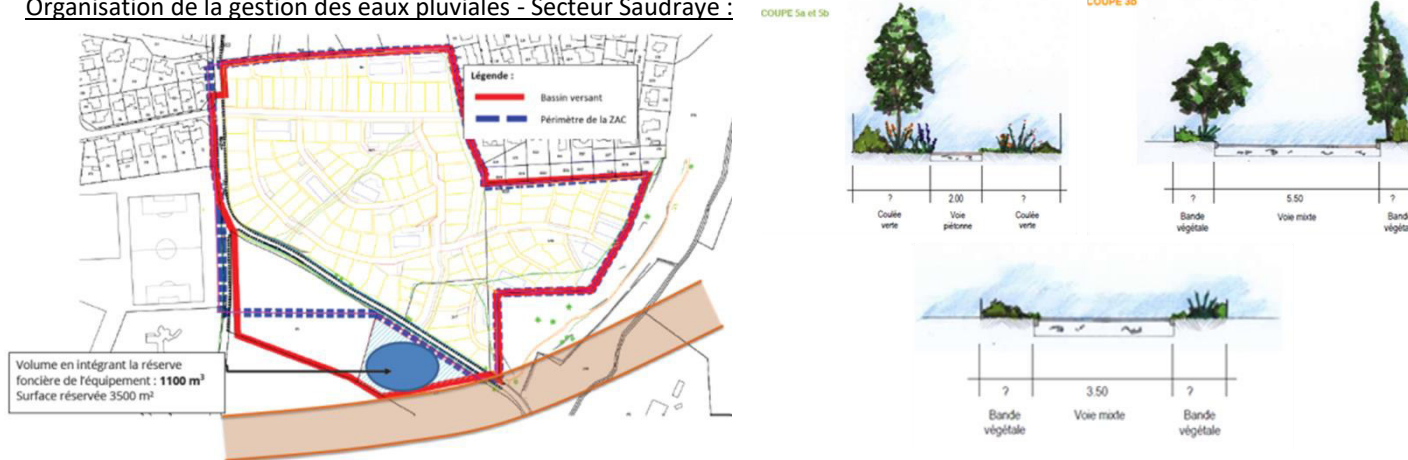 Organisation de la gestion des eaux pluviales - Secteur Saudraye :
Légende :
Bassin versant
Périmètre de la ZAC
Volume en intégrant la réserve
foncière de l'équipement : 1100 m³
Surface réservée 3500 m²
COUPE 5a et 5b
? 2.00 ?
Coulée verte
Voie piétonne
Coulée verte
COUPE 3b
? 5.50 ?
Bande végétale
Voie mixte
Bande
? 3.50 ?
Bande végétale
Voie mixte
Bande végétale